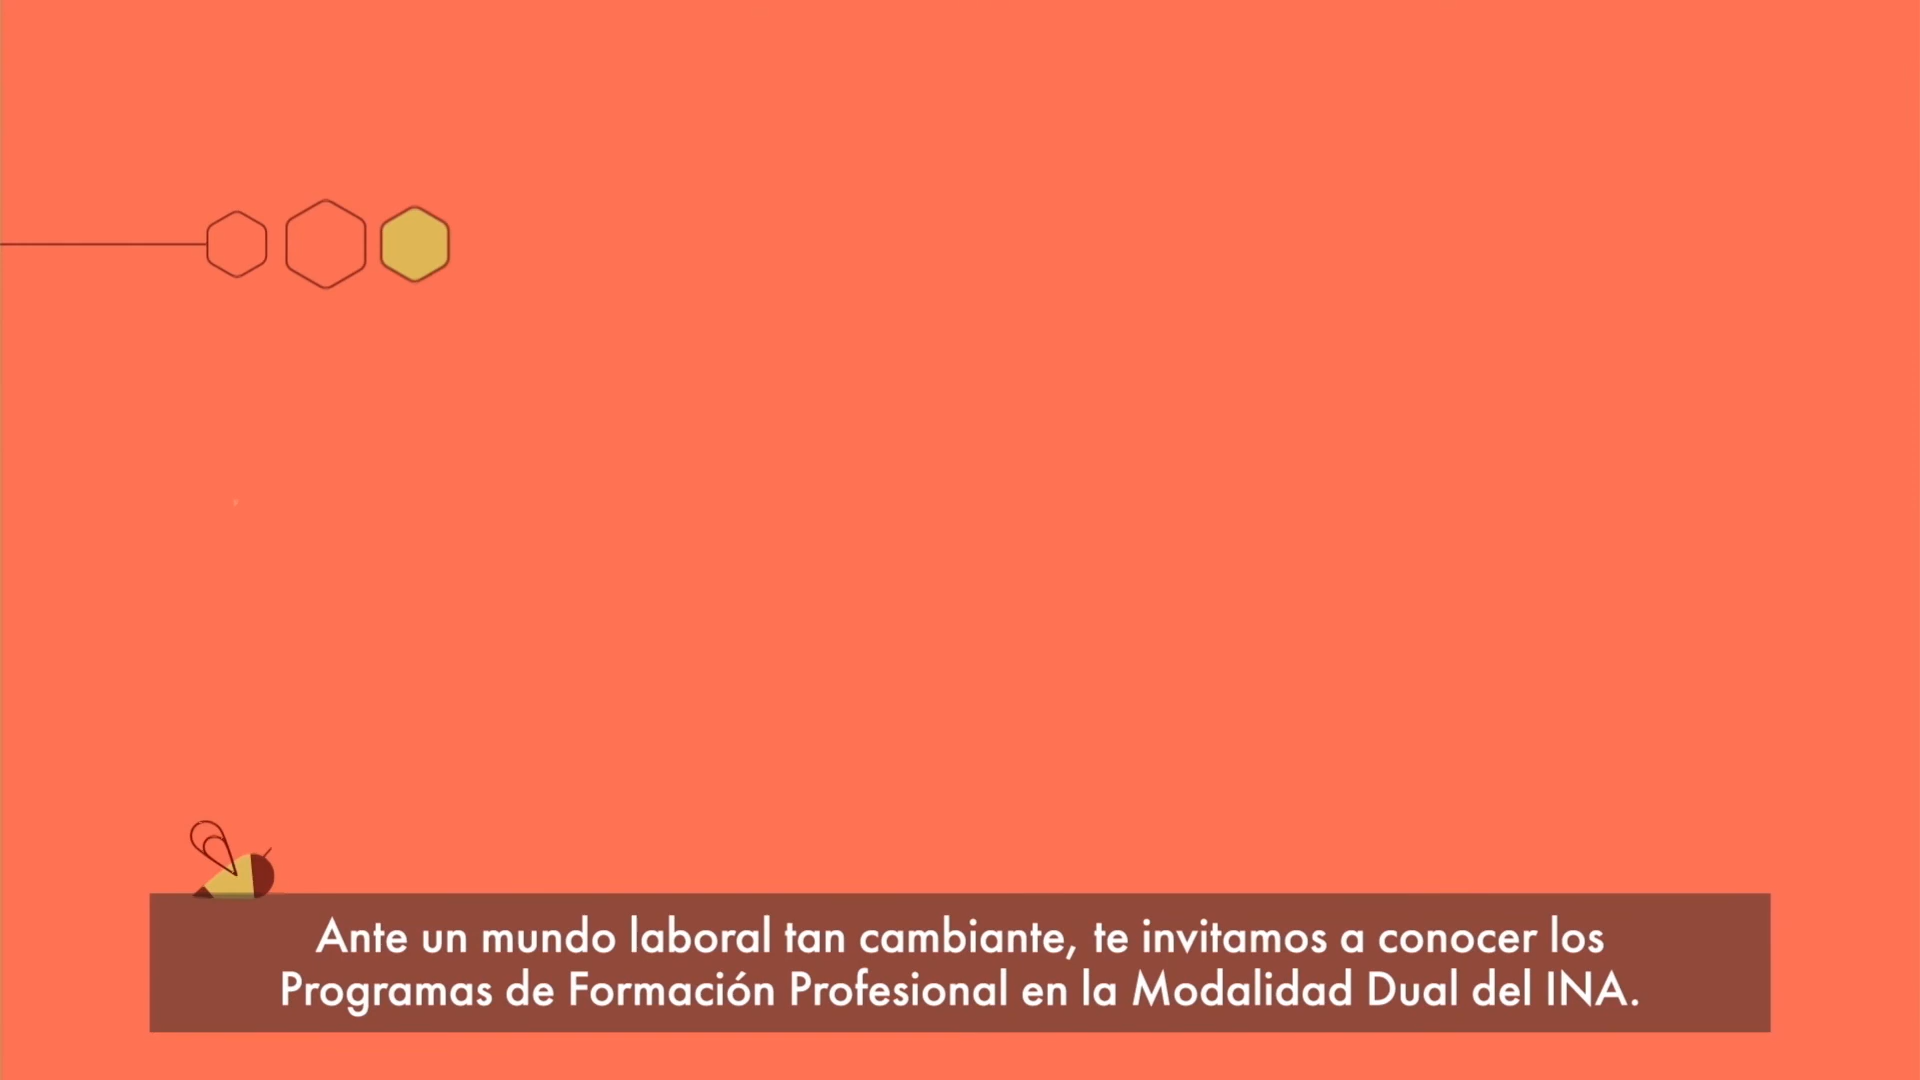 Ante un mundo laboral tan cambiante, te invitamos a conocer los
Programas de Formación Profesional en la Modalidad Dual del INA.